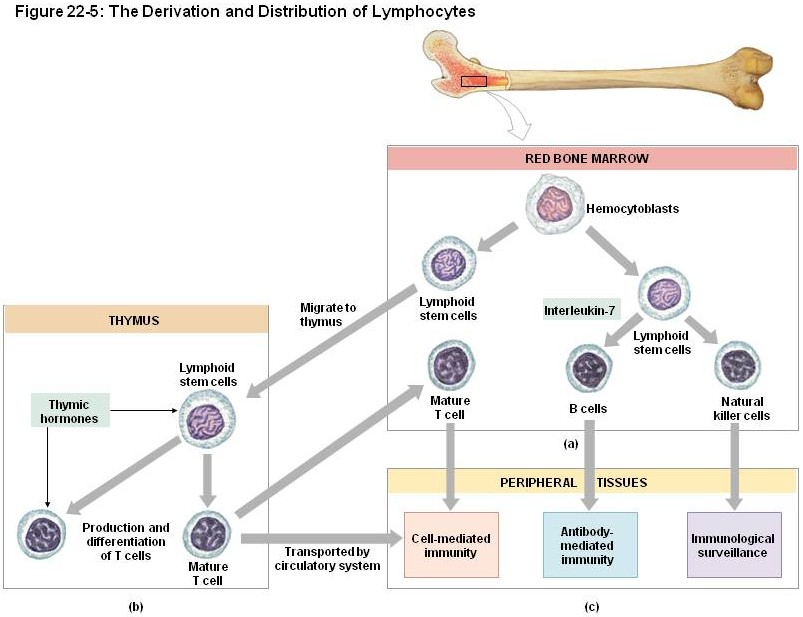 Figure 22-5: The Derivation and Distribution of Lymphocytes
RED BONE MARROW
Hemocytoblasts
Lymphoid
stem cells
Interleukin-7
Lymphoid
stem cells
Mature
T cell
B cells
Natural
killer cells
(a)
Migrate to
thymus
THYMUS
Lymphoid
stem cells
Thymic
hormones
Production and
differentiation
of T cells
Mature
T cell
(b)
Transported by
circulatory system
PERIPHERAL TISSUES
Cell-mediated
immunity
Antibody-
mediated
immunity
Immunological
surveillance
(c)